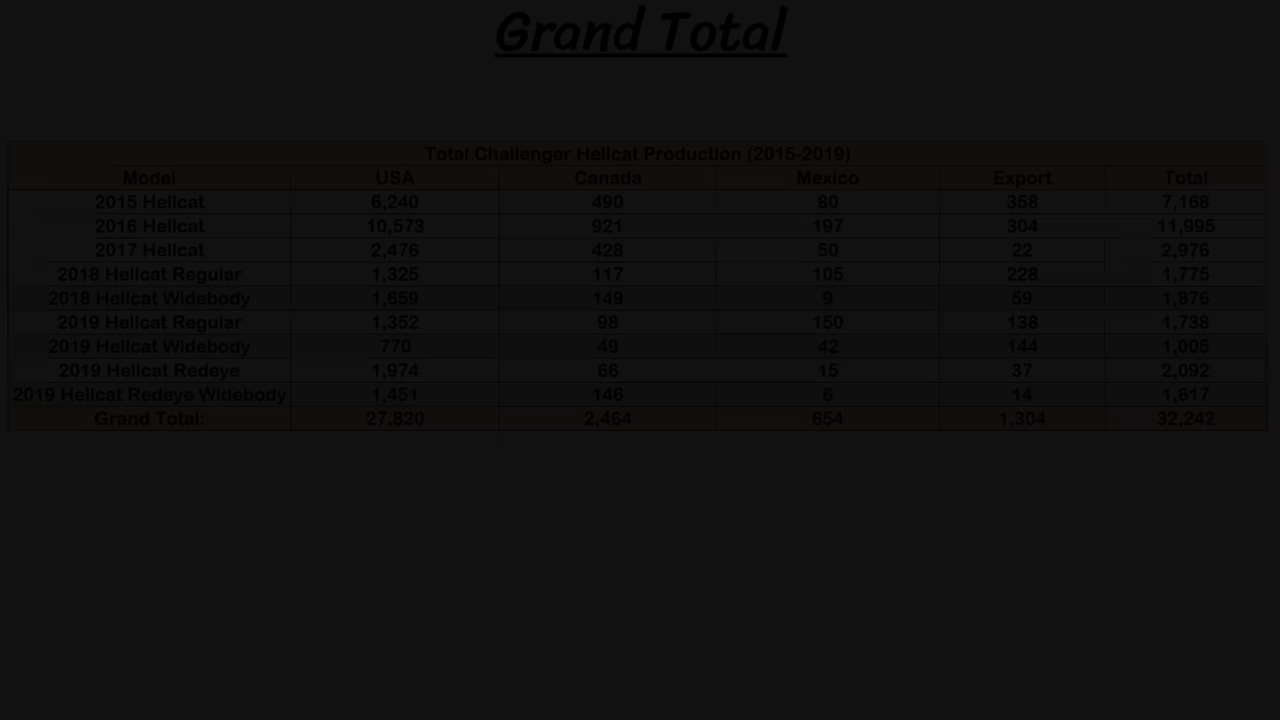 Grand Total
Total Challenger Hellcat Production (2015-2019)
Model USA Canada Mexico Export Total
2015 Hellcat 6,240 490 80 358 7,168
2016 Hellcat 10,573 921 197 304 11,995
2017 Hellcat 2,476 428 50 22 2,976
2018 Hellcat Regular 1,325 117 105 228 1,775
2018 Hellcat Widebody 1,659 149 9 59 1,876
2019 Hellcat Regular 1,352 98 150 138 1,738
2019 Hellcat Widebody 770 49 42 144 1,005
2019 Hellcat Redeye 1,974 66 15 37 2,092
2019 Hellcat Redeye Widebody 1,451 146 6 14 1,617
Grand Total: 27,820 2,464 654 1,304 32,242